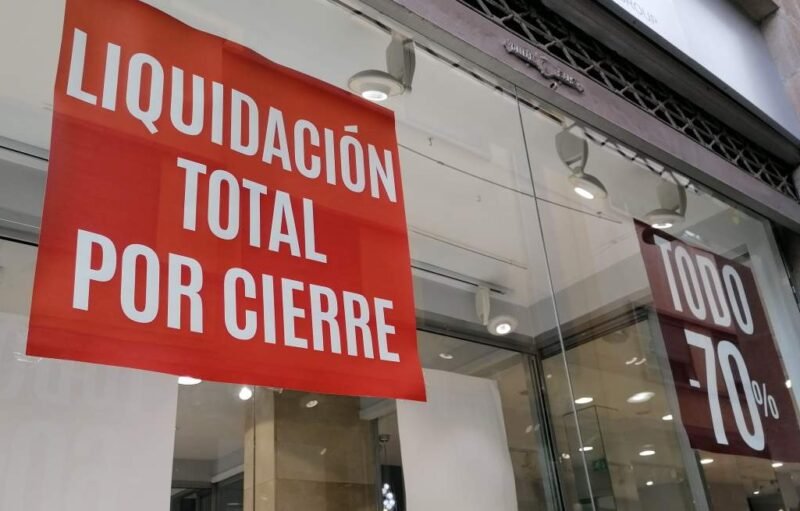 LIQUIDACIÓN
TOTAL
POR CIERRE
TODO
-70%